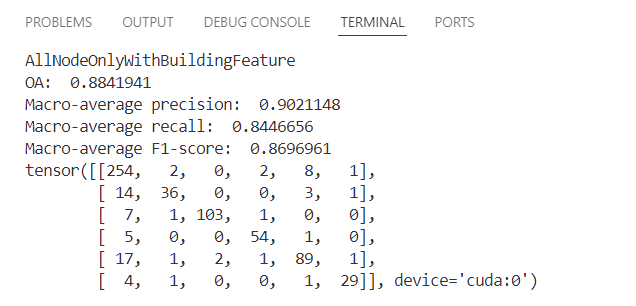 PROBLEMS OUTPUT DEBUG CONSOLE TERMINAL PORTS
AllNodeOnlyWithBuildingFeature
OA:  0.8841941
Macro-average precision:  0.9021148
Macro-average recall:  0.8446656
Macro-average F1-score:  0.8696961
tensor([[254,   2,   0,   2,   8,   1],
        [ 14,  36,   0,   0,   3,   1],
        [  7,   1, 103,   1,   0,   0],
        [  5,   0,   0,  54,   1,   0],
        [ 17,   1,   2,   1,  89,   1],
        [  4,   1,   0,   0,   1,  29]], device='cuda:0')